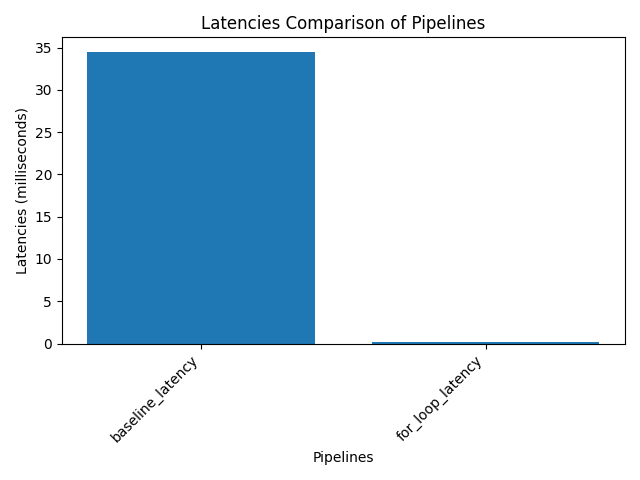 Latencies Comparison of Pipelines
Latencies (milliseconds)
35
30
25
20
15
10
5
0
baseline_latency
for_loop_latency
Pipelines